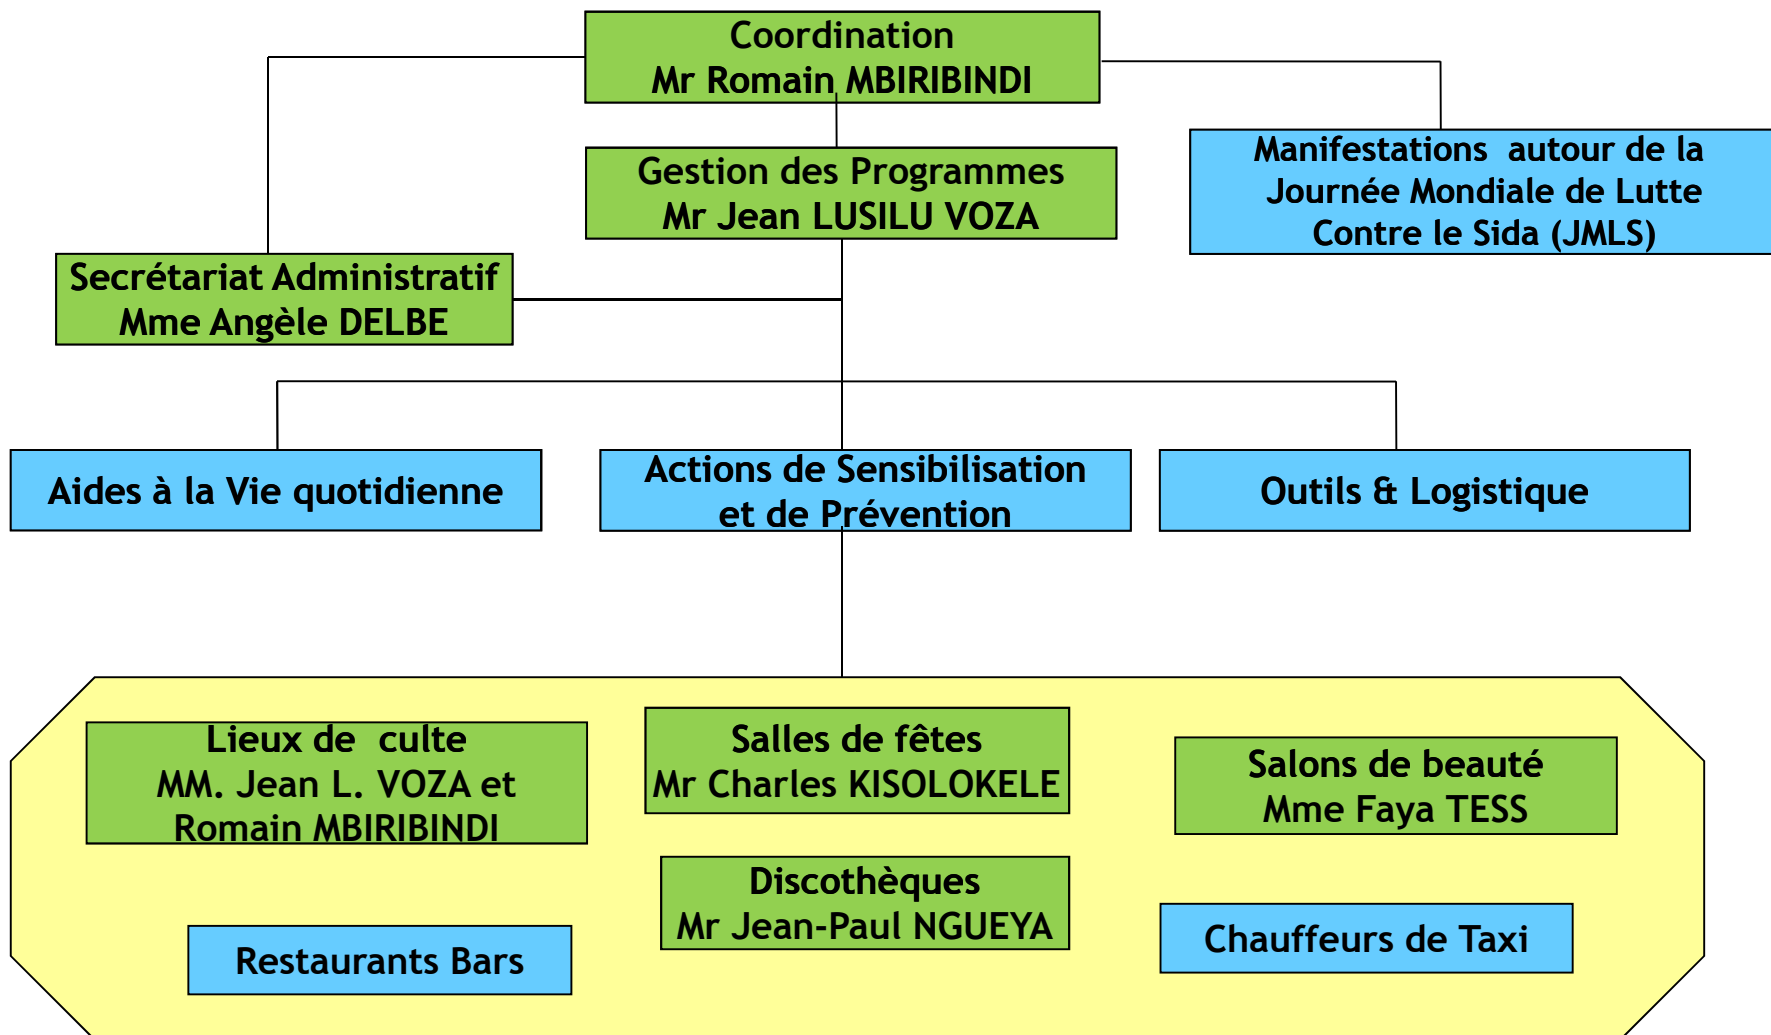 Coordination
Mr Romain MBIRIBINDI
Gestion des Programmes
Mr Jean LUSILU VOZA
Manifestations autour de la
Journée Mondiale de Lutte
Contre le Sida (JMLS)
Secrétariat Administratif
Mme Angèle DELBE
Aides à la Vie quotidienne
Actions de Sensibilisation
et de Prévention
Outils & Logistique
Lieux de culte
MM. Jean L. VOZA et
Romain MBIRIBINDI
Salles de fêtes
Mr Charles KISOLOKELE
Salons de beauté
Mme Faya TESS
Discothèques
Mr Jean-Paul NGUEYA
Restaurants Bars
Chauffeurs de Taxi